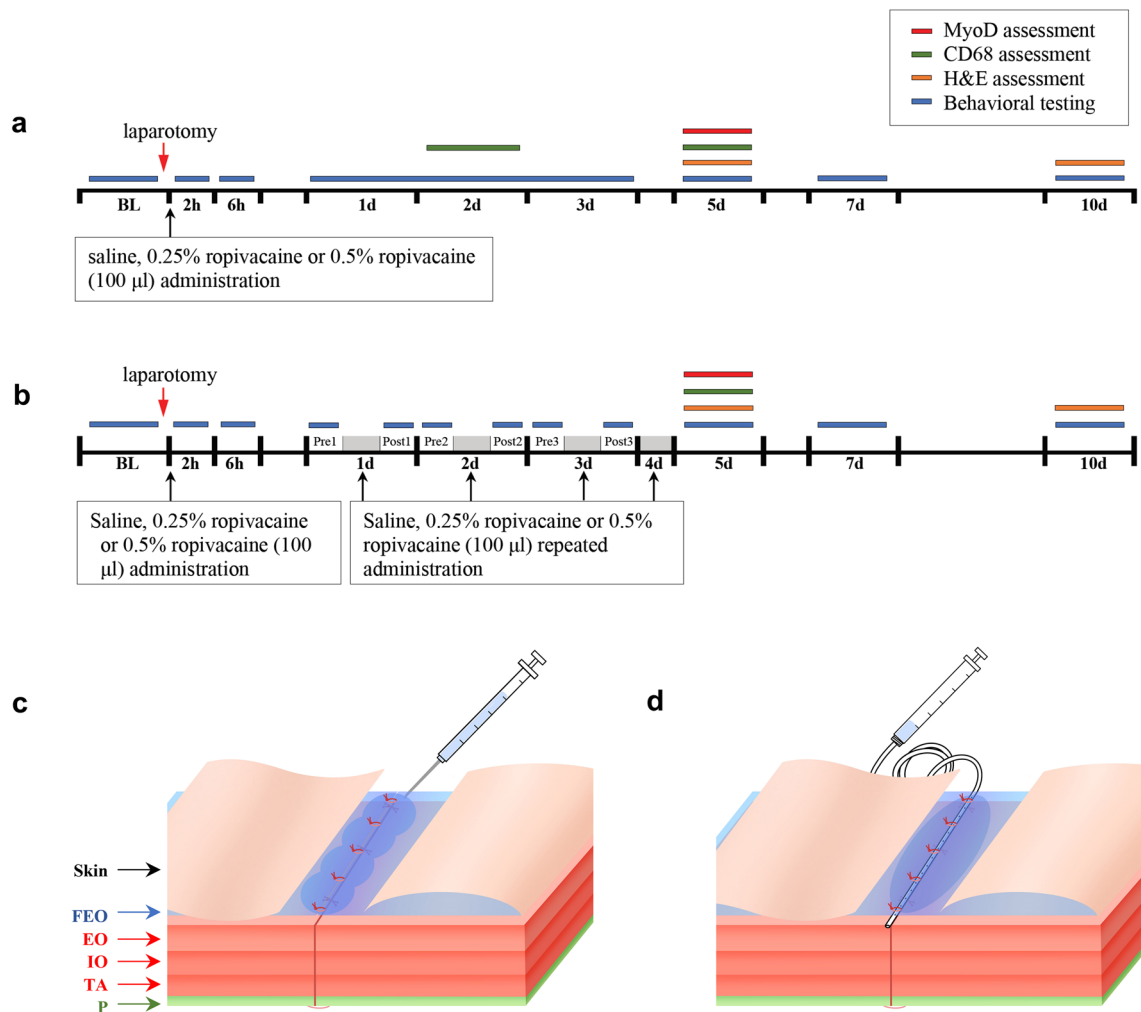 MyoD assessment
CD68 assessment
H&E assessment
Behavioral testing
a
laparotomy
BL 2h 6h 1d 2d 3d 5d 7d 10d
saline, 0.25% ropivacaine or 0.5% ropivacaine
(100 μl) administration
b
laparotomy
Pre1 Post1 Pre2 Post2 Pre3 Post3
BL 2h 6h 1d 2d 3d 4d 5d 7d 10d
Saline, 0.25% ropivacaine
or 0.5% ropivacaine (100
μl) administration
Saline, 0.25% ropivacaine or 0.5%
ropivacaine (100 μl) repeated
administration
c
Skin
FEO
EO
IO
TA
P
d